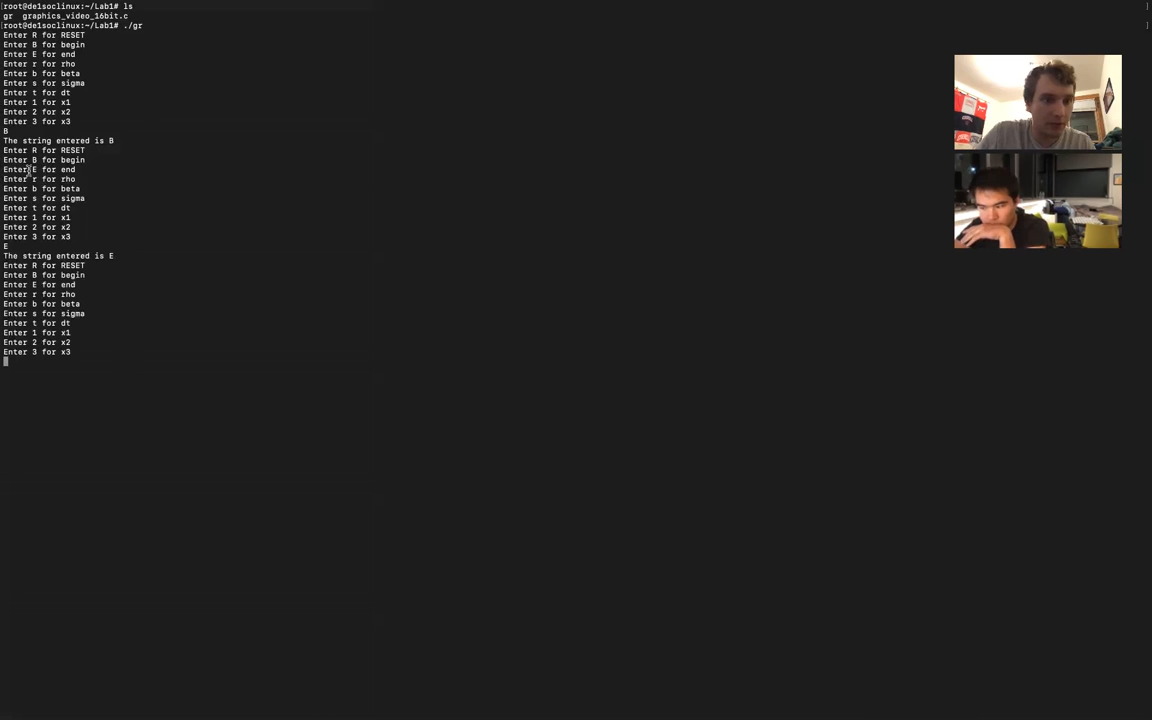 [root@de1soclinux:~/Lab1# ls
gr  graphics_video_16bit.c
[root@de1soclinux:~/Lab1# ./gr
Enter R for RESET
Enter B for begin
Enter E for end
Enter r for rho
Enter b for beta
Enter s for sigma
Enter t for dt
Enter 1 for x1
Enter 2 for x2
Enter 3 for x3
B
The string entered is B
Enter R for RESET
Enter B for begin
Enter E for end
Enter r for rho
Enter b for beta
Enter s for sigma
Enter t for dt
Enter 1 for x1
Enter 2 for x2
Enter 3 for x3
E
The string entered is E
Enter R for RESET
Enter B for begin
Enter E for end
Enter r for rho
Enter b for beta
Enter s for sigma
Enter t for dt
Enter 1 for x1
Enter 2 for x2
Enter 3 for x3